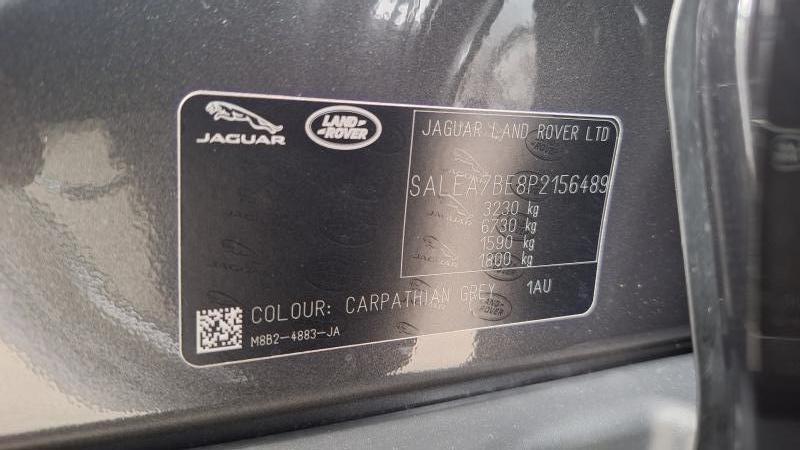 JAGUAR
LAND
ROVER
JAGUAR LAND ROVER LTD
SALEA7BE8P2156489
3230 kg
6730 kg
1590 kg
1800 kg
COLOUR: CARPATHIAN GREY 1AU
M8B2-4883-JA